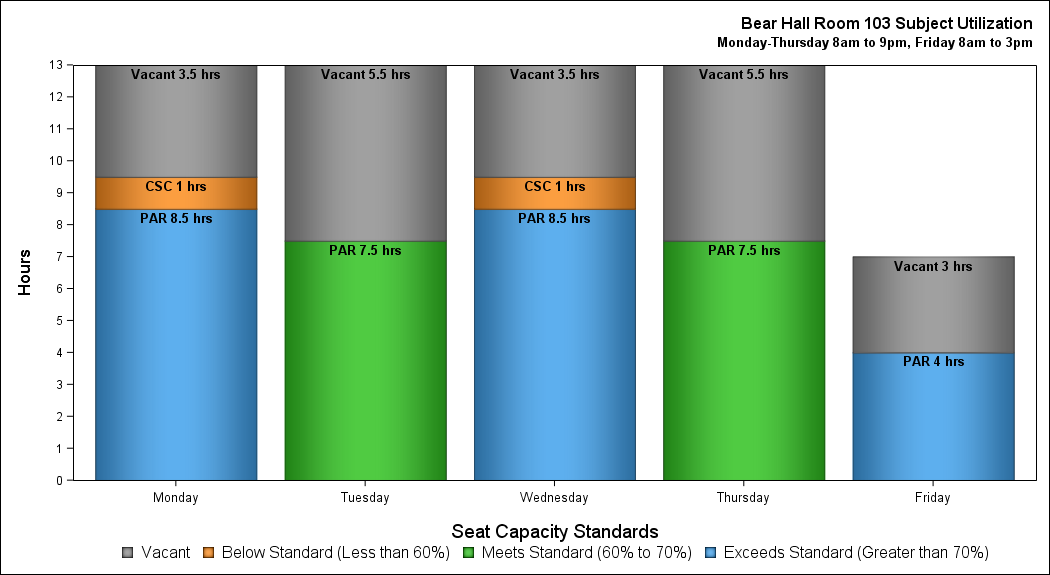 Bear Hall Room 103 Subject Utilization
Monday-Thursday 8am to 9pm, Friday 8am to 3pm
Hours
13
12
11
10
9
8
7
6
5
4
3
2
1
0
Vacant 3.5 hrs
CSC 1 hrs
PAR 8.5 hrs
Vacant 5.5 hrs
PAR 7.5 hrs
Vacant 3.5 hrs
CSC 1 hrs
PAR 8.5 hrs
Vacant 5.5 hrs
PAR 7.5 hrs
Vacant 3 hrs
PAR 4 hrs
Monday Tuesday Wednesday Thursday Friday
Seat Capacity Standards
Vacant Below Standard (Less than 60%) Meets Standard (60% to 70%) Exceeds Standard (Greater than 70%)